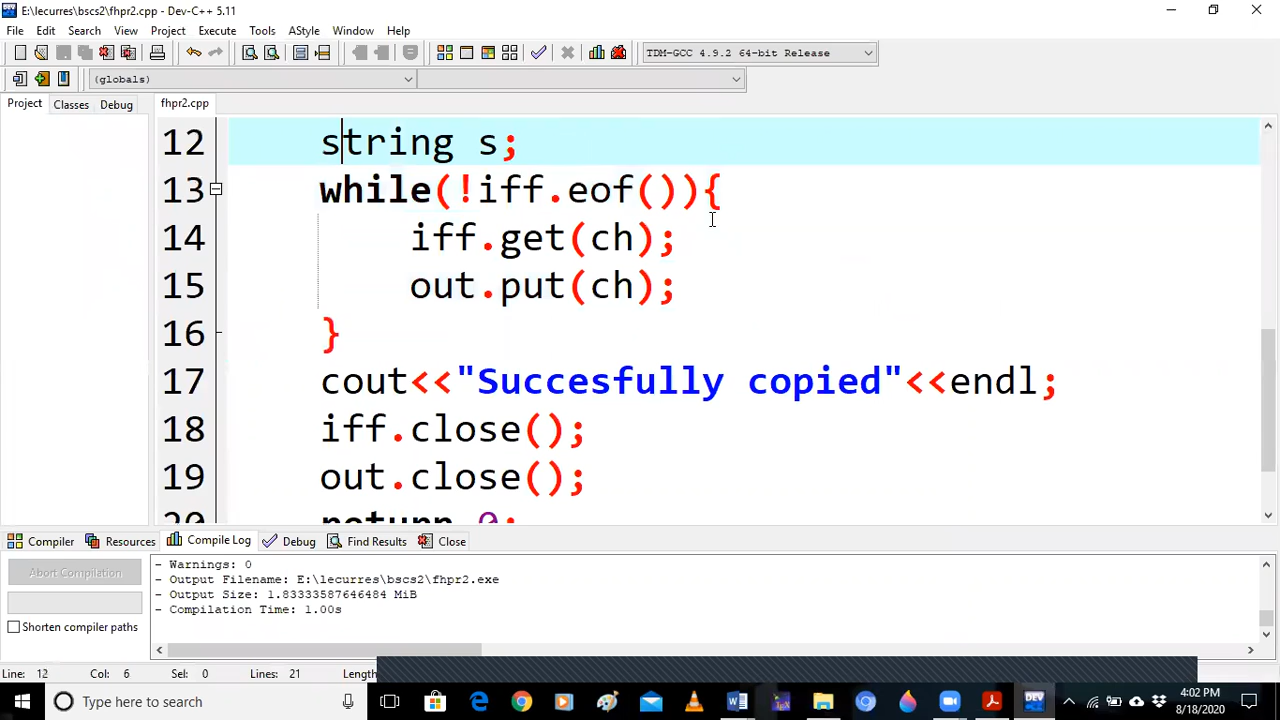 E:\lecurres\bscs2\fhpr2.cpp - Dev-C++ 5.11
File Edit Search View Project Execute Tools AStyle Window Help
TDM-GCC 4.9.2 64-bit Release
(globals)
Project Classes Debug fhpr2.cpp
12 string s;
13 while(!iff.eof()){
14 iff.get(ch);
15 out.put(ch);
16 }
17 cout<<"Succesfully copied"<<endl;
18 iff.close();
19 out.close();
20 return 0;
Compiler Resources Compile Log Debug Find Results Close
Abort Compilation
Shorten compiler paths
- Warnings: 0
- Output Filename: E:\lecurres\bscs2\fhpr2.exe
- Output Size: 1.83333587646484 MiB
- Compilation Time: 1.00s
Line: 12 Col: 6 Sel: 0 Lines: 21 Length
Type here to search
DEV
4:02 PM
8/18/2020